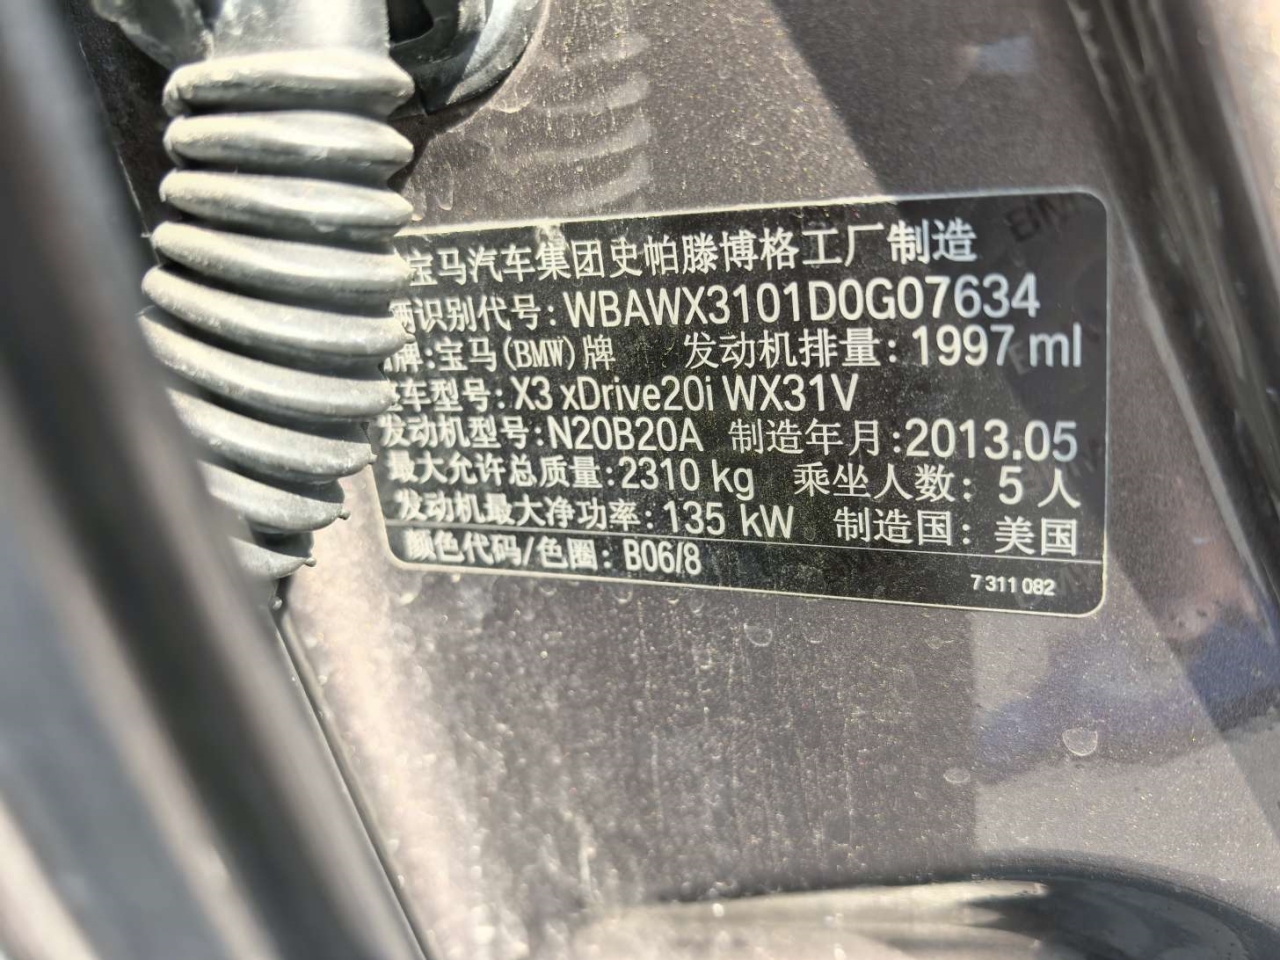 宝马汽车集团史帕滕博格工厂制造
辆识别代号: WBAWX3101D0G07634
牌:宝马(BMW)牌 发动机排量: 1997 ml
整车型号: X3 xDrive20i WX31V
发动机型号: N20B20A 制造年月: 2013.05
最大允许总质量: 2310 kg 乘坐人数: 5 人
发动机最大净功率: 135 kW 制造国: 美国
颜色代码/色圈: B06/8
7 311 082